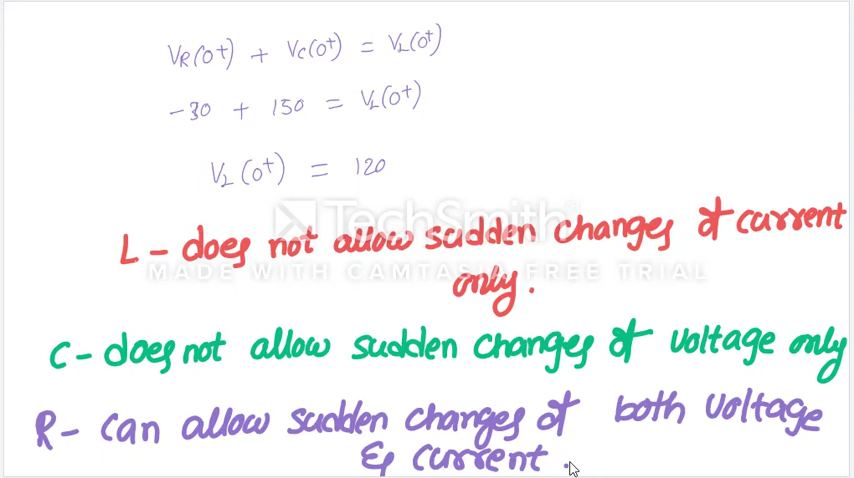 VR(0+) + VC(0+) = VL(0+)
-30 + 150 = VL(0+)
VL(0+) = 120
TechSmith
L - does not allow sudden changes of current
MADE WITH CAMTASIA FREE TRIAL
only.
C - does not allow sudden changes of voltage only
R - can allow sudden changes of both voltage
& current.